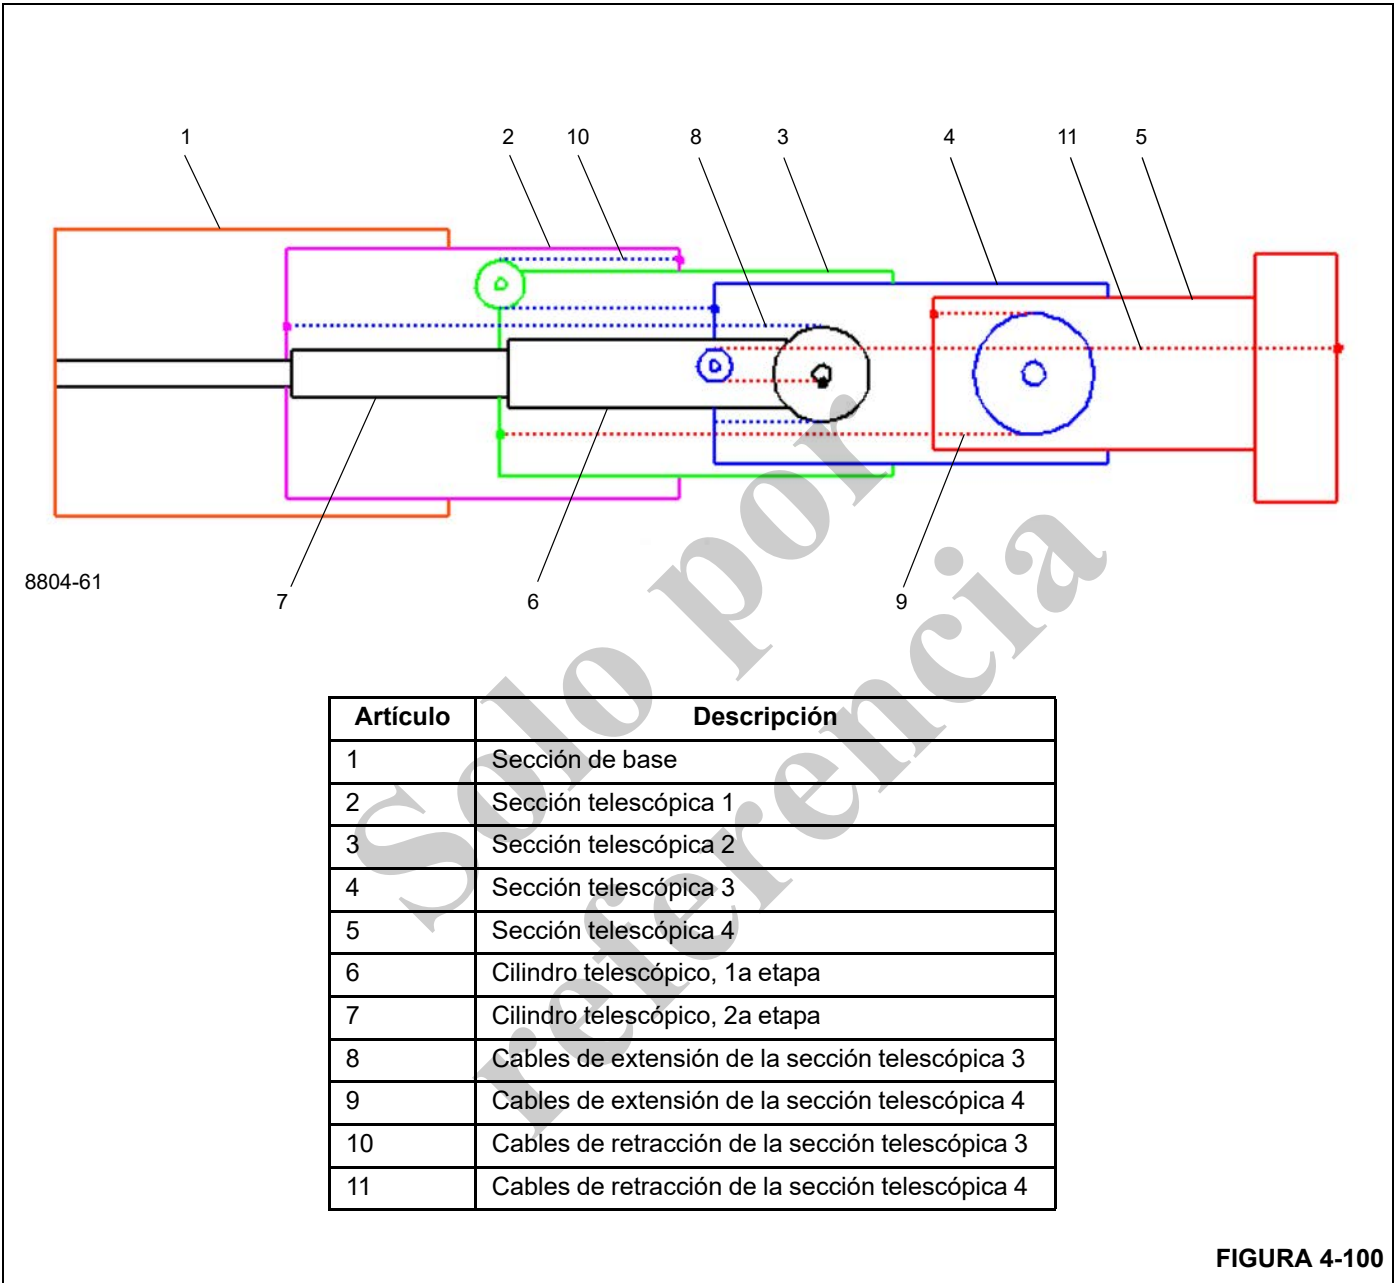 1 2 10 8 3 4 11 5
8804-61
7 6 9
Artículo Descripción
1 Sección de base
2 Sección telescópica 1
3 Sección telescópica 2
4 Sección telescópica 3
5 Sección telescópica 4
6 Cilindro telescópico, 1a etapa
7 Cilindro telescópico, 2a etapa
8 Cables de extensión de la sección telescópica 3
9 Cables de extensión de la sección telescópica 4
10 Cables de retracción de la sección telescópica 3
11 Cables de retracción de la sección telescópica 4
Solo por
referencia
FIGURA 4-100